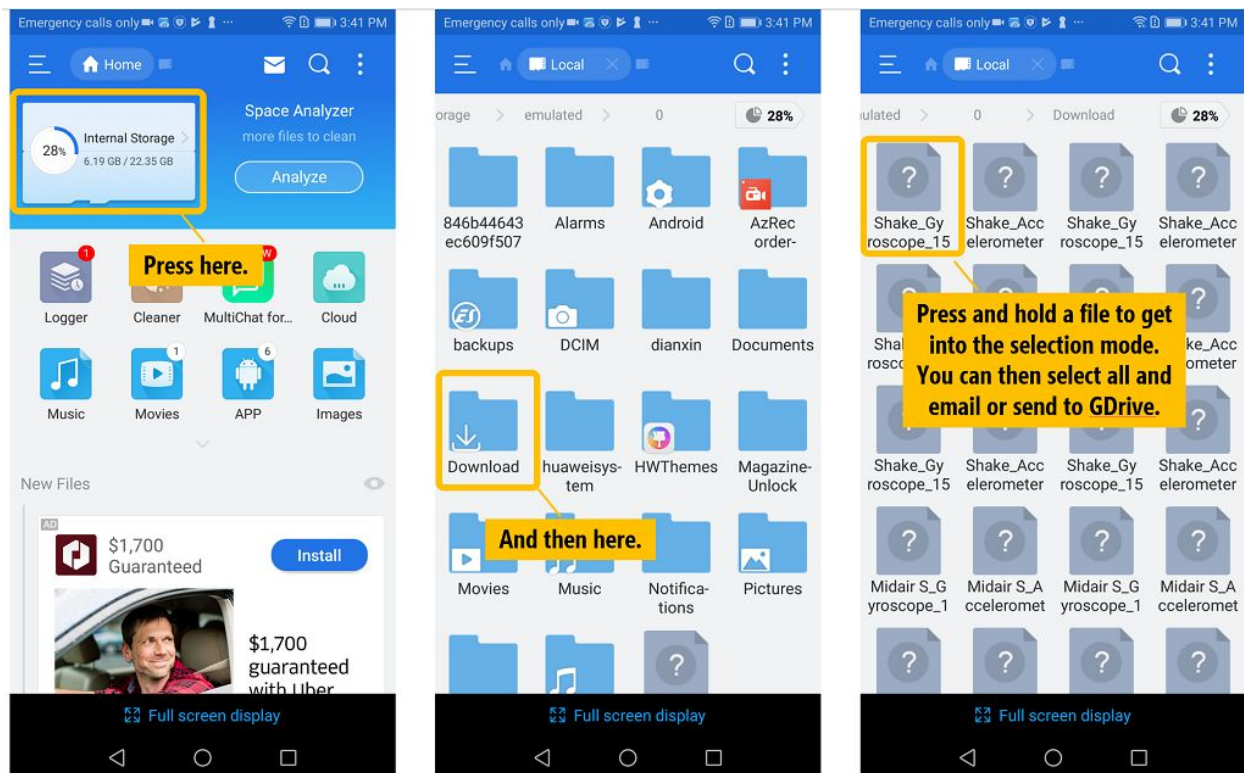 Emergency calls only
3:41 PM
Home
Internal Storage
28%
6.19 GB / 22.35 GB
Space Analyzer
more files to clean
Analyze
Press here.
1
W
Logger
Cleaner
MultiChat for...
Cloud
1
6
Music
Movies
APP
Images
New Files
AD
$1,700
Guaranteed
Install
$1,700
guaranteed
with Uber
Full screen display
Emergency calls only
3:41 PM
Local
orage > emulated > 0
28%
846b44643
ec609f507
Alarms
Android
AzRec
order-
backups
DCIM
dianxin
Documents
Download
huaweisys-
tem
HWThemes
Magazine-
Unlock
And then here.
Movies
Music
Notifica-
tions
Pictures
Full screen display
Emergency calls only
3:41 PM
Local
ulated > 0 > Download
28%
Shake_Gy
roscope_15
Shake_Acc
elerometer
Shake_Gy
roscope_15
Shake_Acc
elerometer
Press and hold a file to get
into the selection mode.
You can then select all and
email or send to GDrive.
Shake_Gy
roscope_15
Shake_Acc
elerometer
Shake_Gy
roscope_15
Shake_Acc
elerometer
Midair S_G
yroscope_1
Midair S_A
ccelerometer
Midair S_G
yroscope_1
Midair S_A
ccelerometer
Full screen display